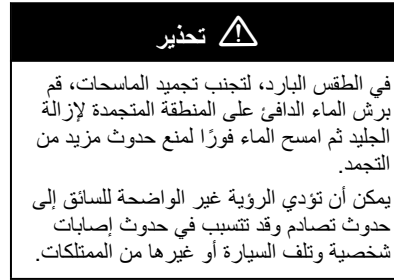 تحذير
في الطقس البارد، لتجنب تجميد الماسحات، قم
برش الماء الدافئ على المنطقة المتجمدة لإزالة
الجليد ثم امسح الماء فورًا لمنع حدوث مزيد من
التجمد.
يمكن أن تؤدي الرؤية غير الواضحة للسائق إلى
حدوث تصادم وقد تتسبب في حدوث إصابات
شخصية وتلف السيارة أو غيرها من الممتلكات.